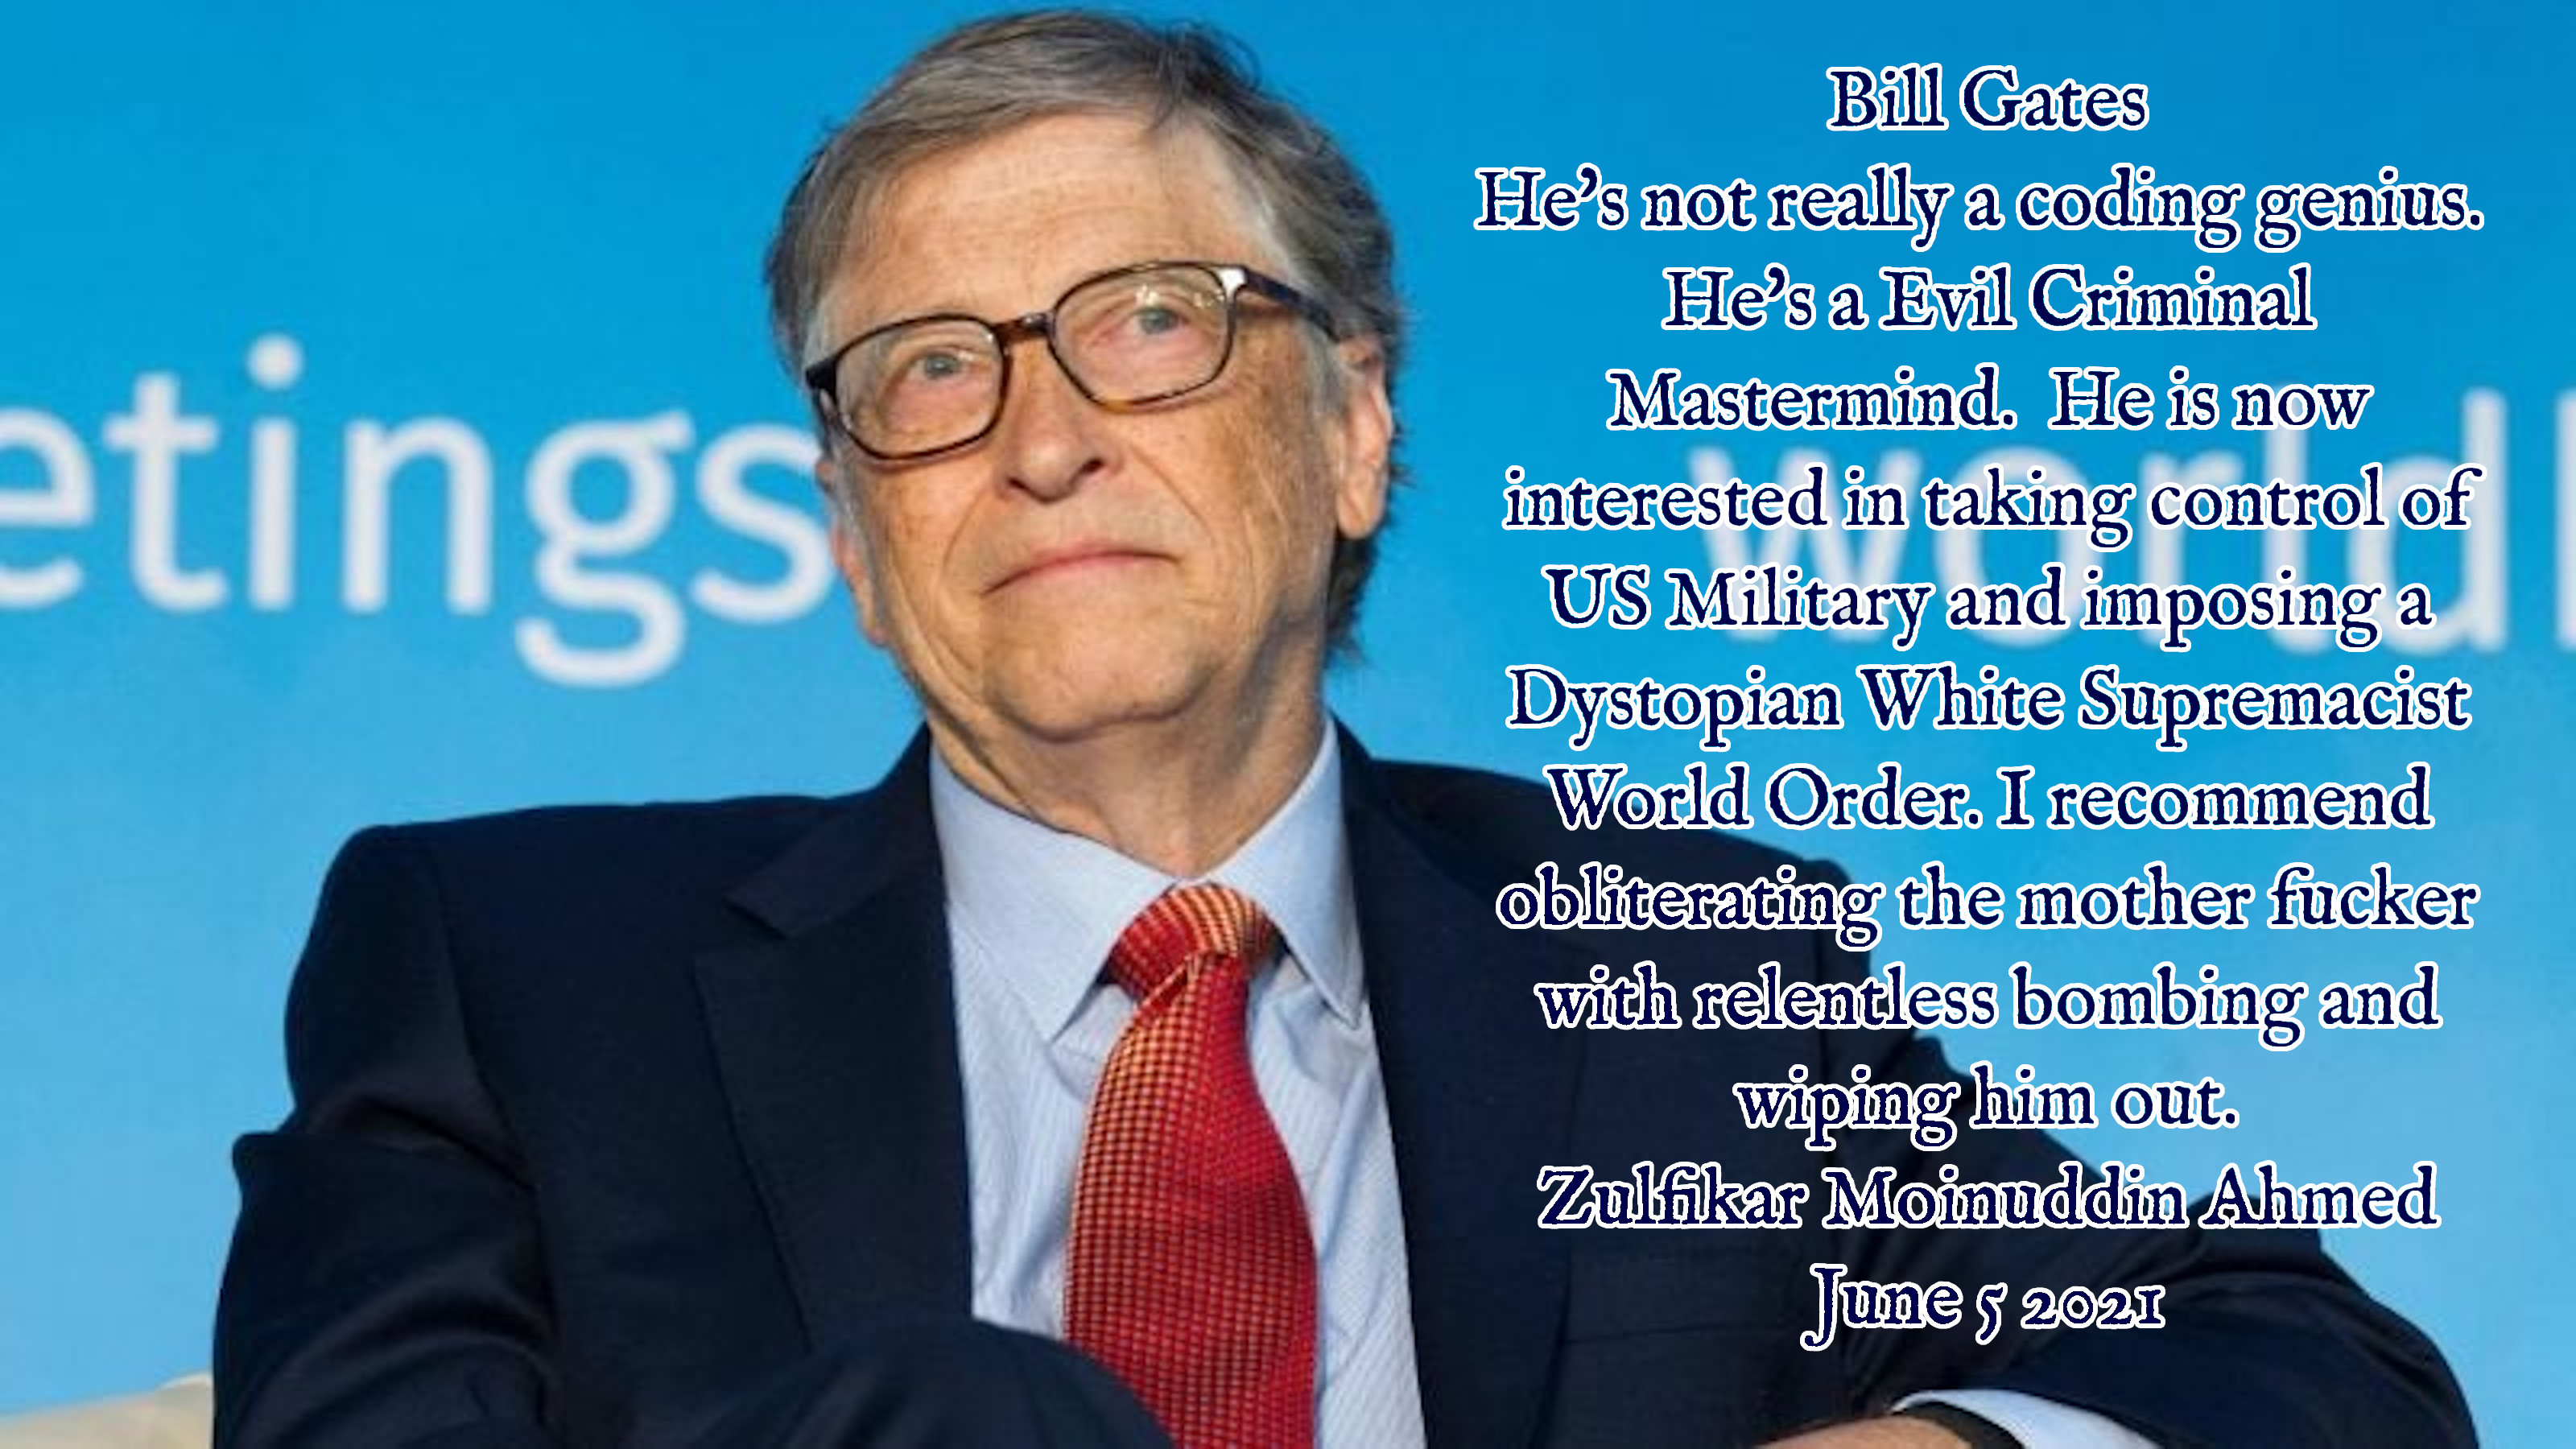 Bill Gates
He's not really a coding genius.
He's a Evil Criminal
Mastermind. He is now
interested in taking control of
US Military and imposing a
Dystopian White Supremacist
World Order. I recommend
obliterating the mother fucker
with relentless bombing and
wiping him out.
Zulfikar Moinuddin Ahmed
June 5 2021
etings
world